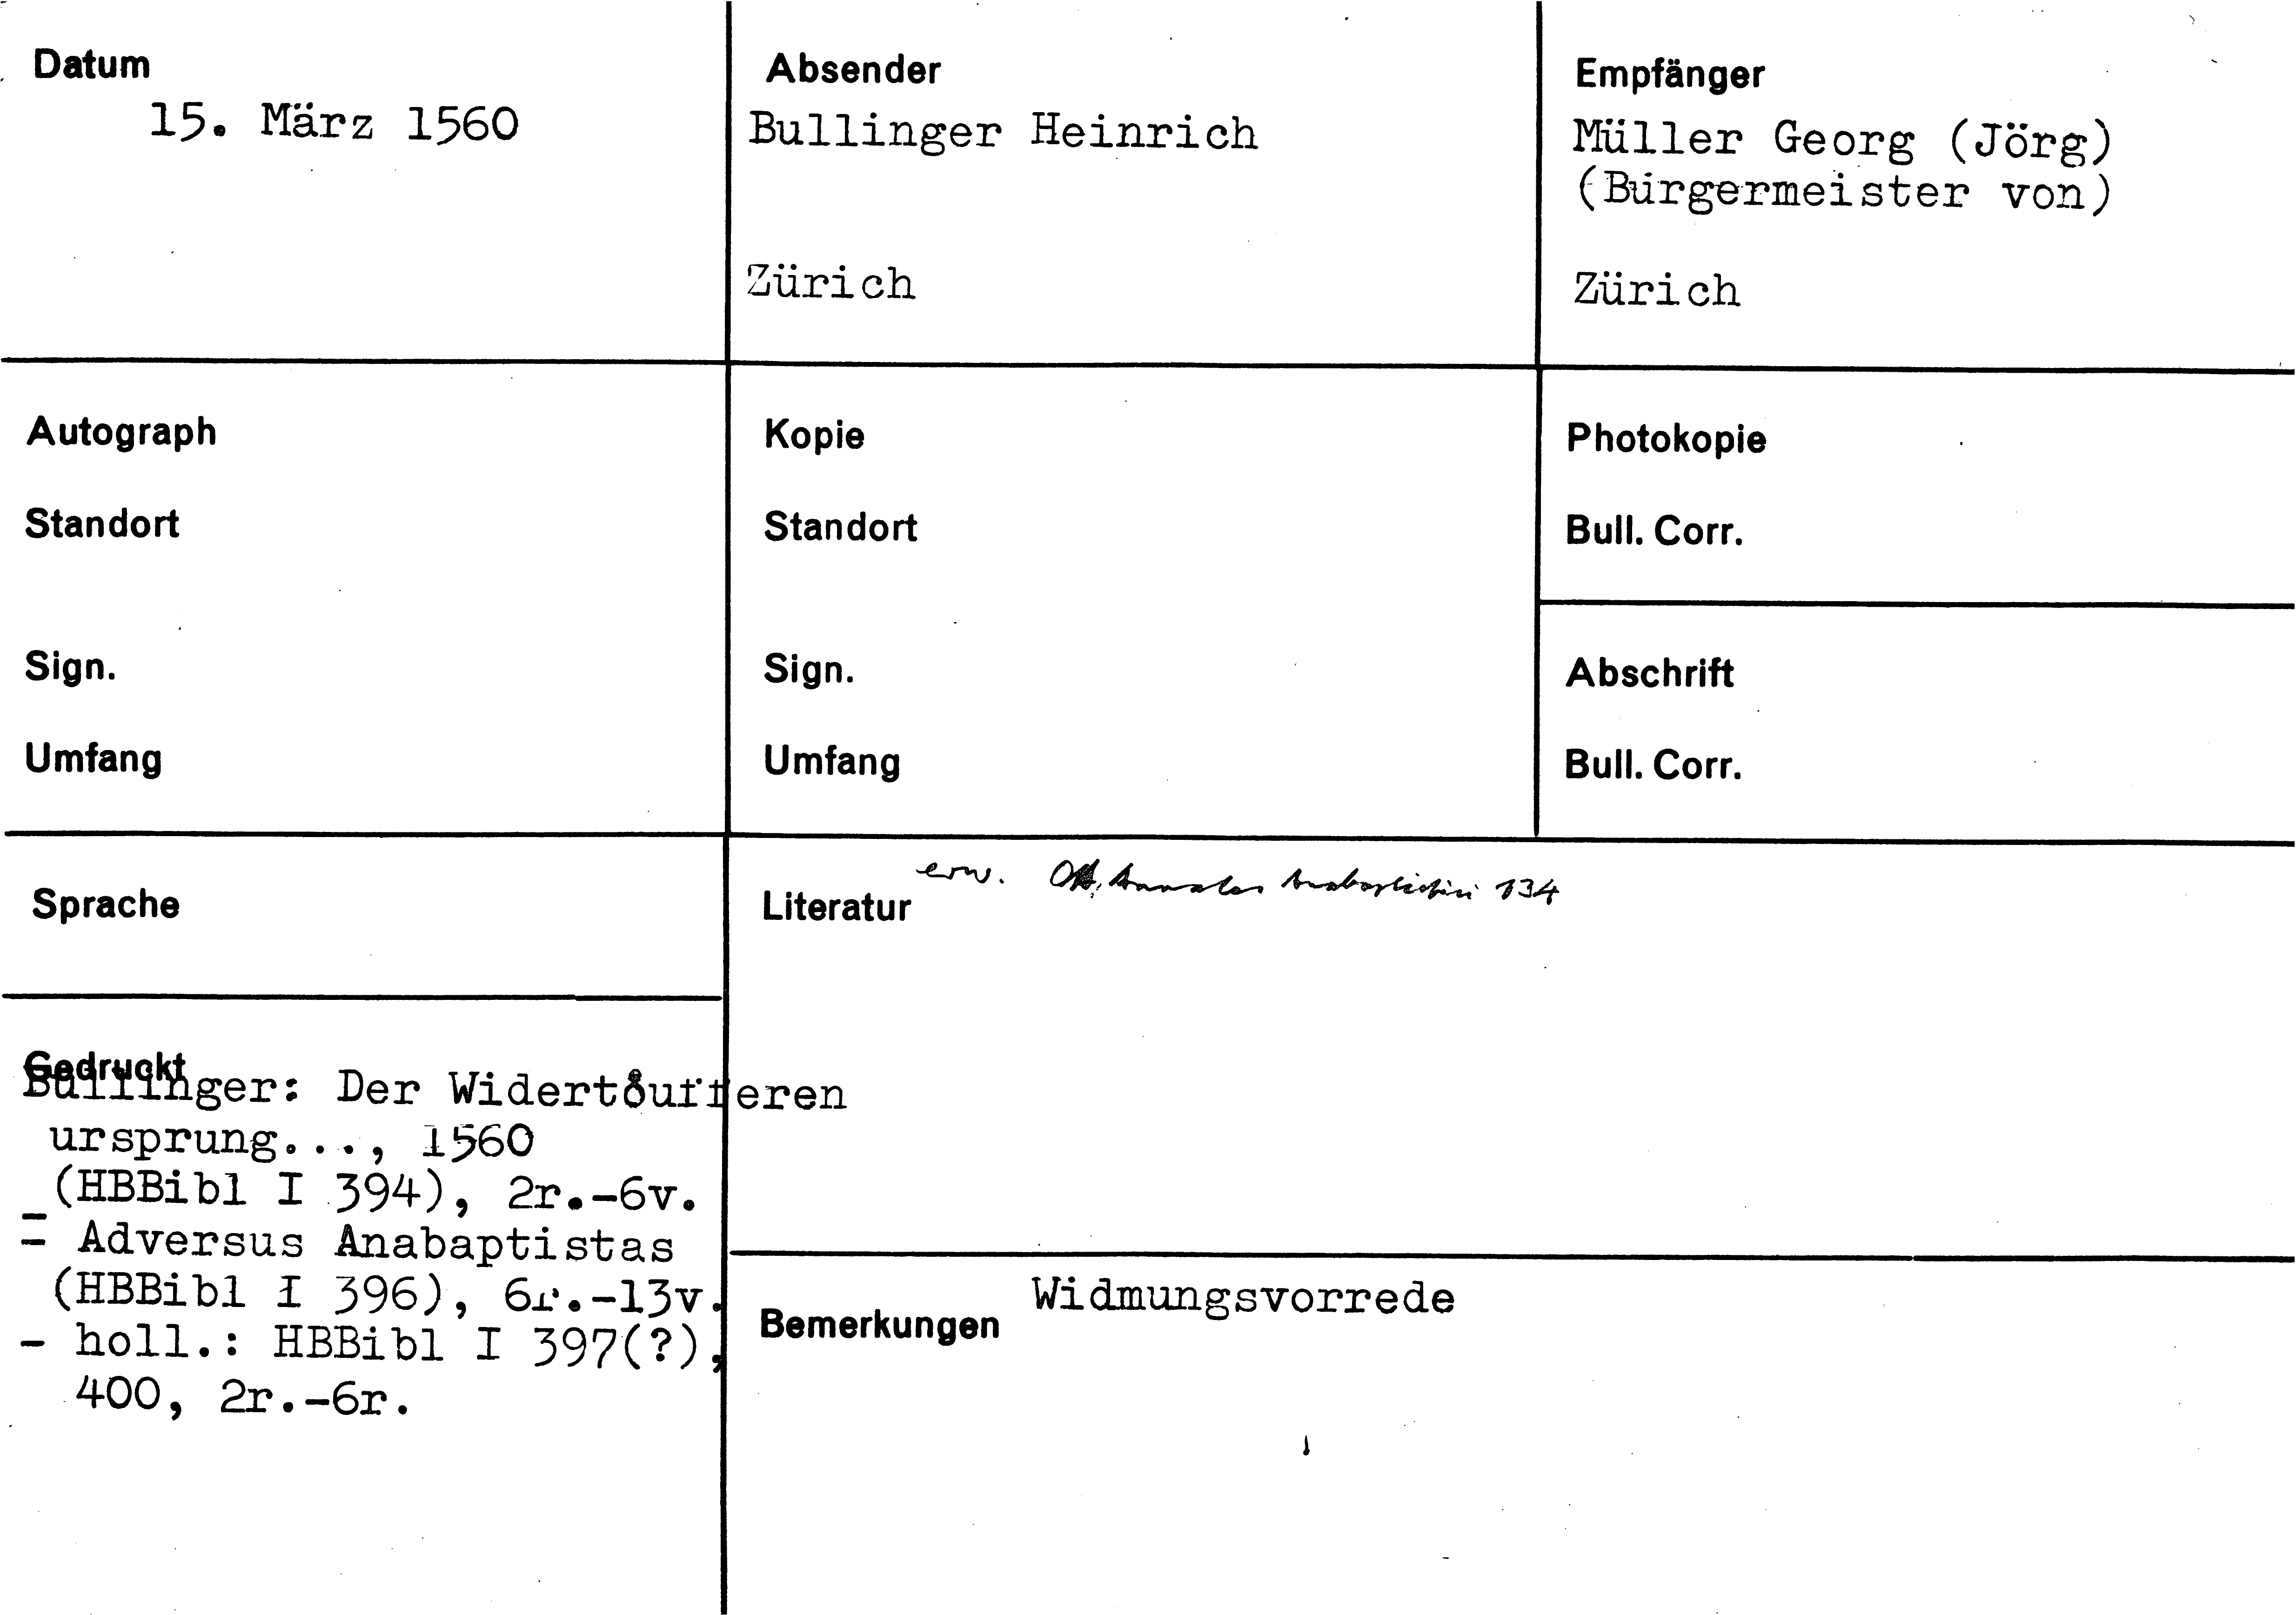 Datum
15. März 1560
Absender
Bullinger Heinrich
Zürich
Empfänger
Müller Georg (Jörg)
(Bürgermeister von)
Zürich
Autograph
Standort
Sign.
Umfang
Kopie
Standort
Sign.
Umfang
Photokopie
Bull. Corr.
Abschrift
Bull. Corr.
Sprache
Literatur
erw. Ott, Annales Anabaptistici 134
Gedruckt
Bullinger: Der Widertöufferen
ursprung..., 1560
(HBBibl I 394), 2r.-6v.
= Adversus Anabaptistas
(HBBibl I 396), 6r.-13v.
- holl.: HBBibl I 397(?),
400, 2r.-6r.
Bemerkungen
Widmungsvorrede